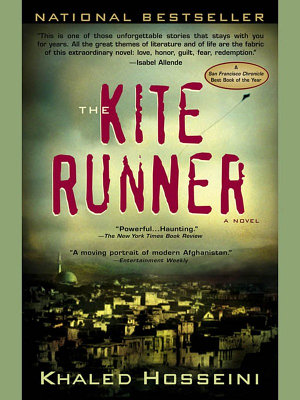 NATIONAL BESTSELLER
"This is one of those unforgettable stories that stays with you
for years. All the great themes of literature and of life are the fabric
of this extraordinary novel: love, honor, guilt, fear, redemption."
—Isabel Allende
A
San Francisco Chronicle
Best Book of the Year
THE
KITE
RUNNER
A NOVEL
"Powerful...Haunting."
—The New York Times Book Review
"A moving portrait of modern Afghanistan."
—Entertainment Weekly
KHALED HOSSEINI